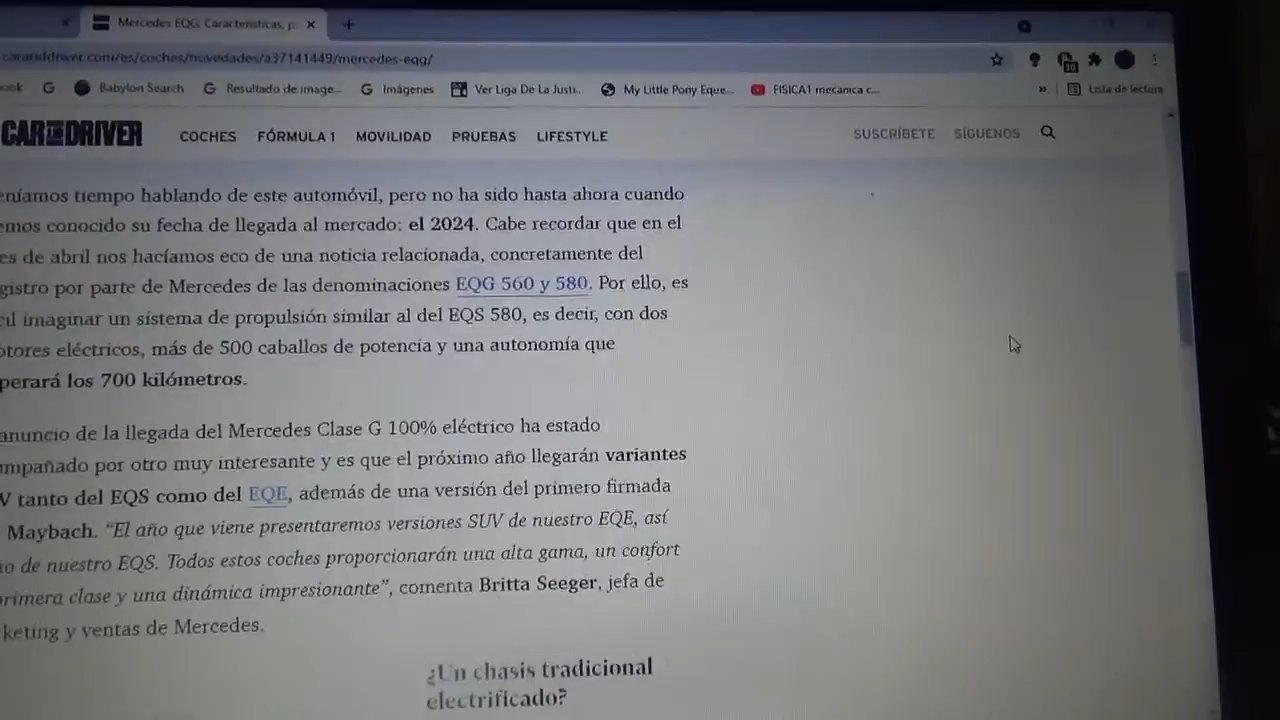 Mercedes EQG: Características, p
caranddriver.com/es/coches/novedades/a37141449/mercedes-eqg/
ook
Babylon Search
Resultado de image...
Imágenes
Ver Liga De La Justi...
My Little Pony Eque...
FISICA1 mecanica c...
»
Lista de lectura
CAR AND DRIVER
COCHES
FÓRMULA 1
MOVILIDAD
PRUEBAS
LIFESTYLE
SUSCRÍBETE
SÍGUENOS
eníamos tiempo hablando de este automóvil, pero no ha sido hasta ahora cuando
emos conocido su fecha de llegada al mercado: el 2024. Cabe recordar que en el
es de abril nos hacíamos eco de una noticia relacionada, concretamente del
gistro por parte de Mercedes de las denominaciones EQG 560 y 580. Por ello, es
cil imaginar un sistema de propulsión similar al del EQS 580, es decir, con dos
otores eléctricos, más de 500 caballos de potencia y una autonomía que
perará los 700 kilómetros.
anuncio de la llegada del Mercedes Clase G 100% eléctrico ha estado
mpañado por otro muy interesante y es que el próximo año llegarán variantes
V tanto del EQS como del EQE, además de una versión del primero firmada
Maybach. “El año que viene presentaremos versiones SUV de nuestro EQE, así
o de nuestro EQS. Todos estos coches proporcionarán una alta gama, un confort
primera clase y una dinámica impresionante”, comenta Britta Seeger, jefa de
keting y ventas de Mercedes.
¿Un chasis tradicional
electrificado?